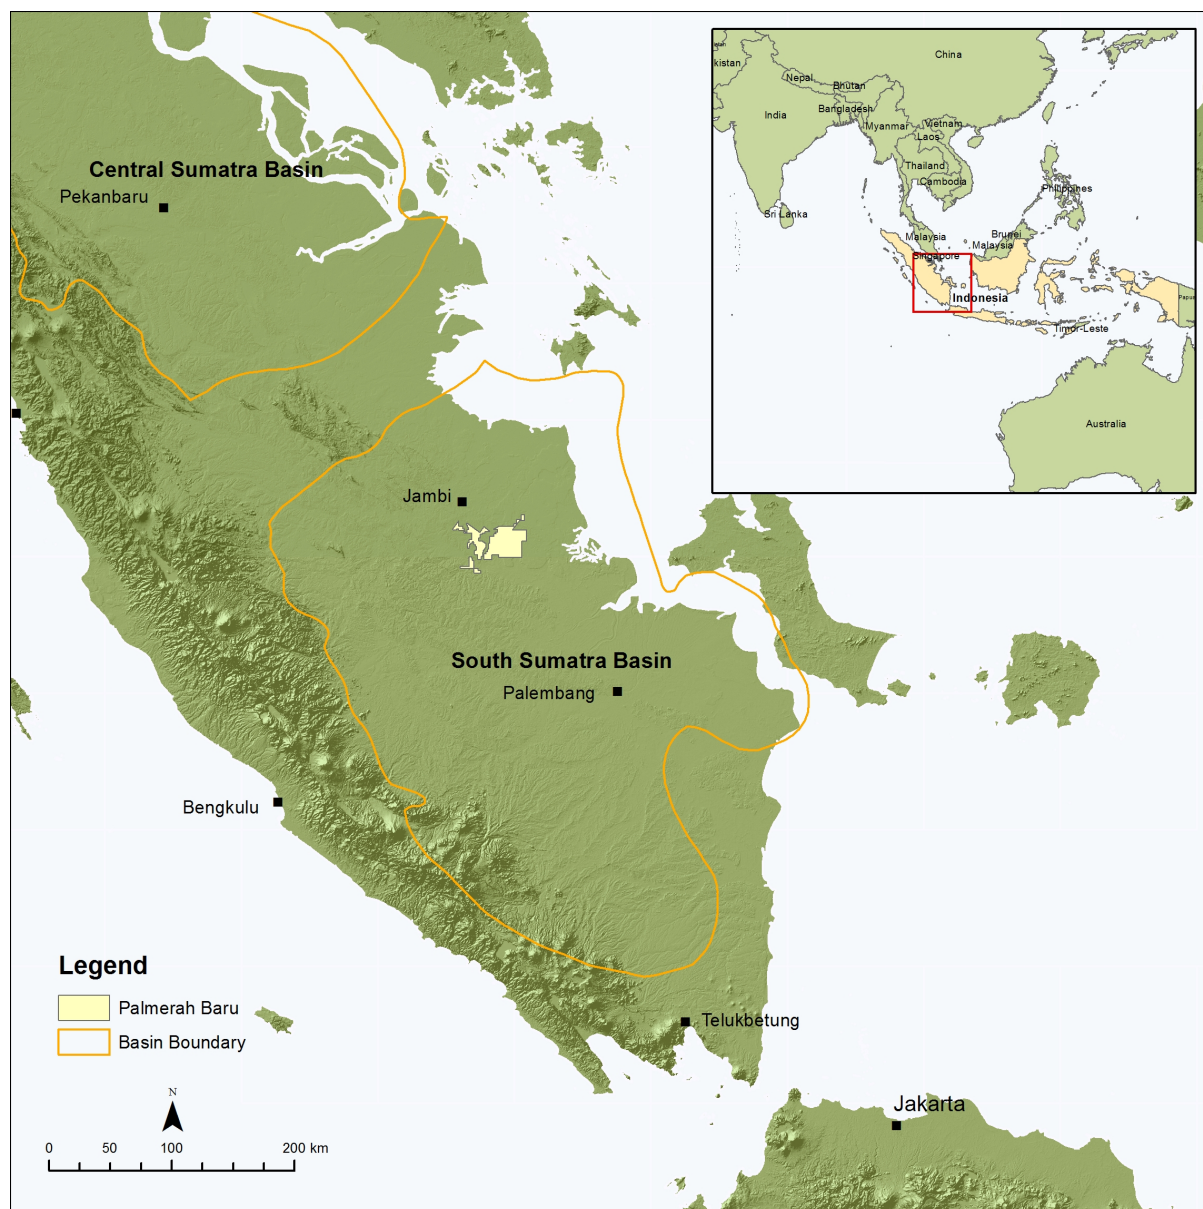 Central Sumatra Basin
Pekanbaru
Jambi
South Sumatra Basin
Palembang
Bengkulu
Telukbetung
Jakarta
China
kistan
Nepal
Bhutan
Bangladesh
India
Myanmar
Vietnam
Laos
Thailand
Cambodia
Philippines
Sri Lanka
Malaysia
Brunei
Malaysia
Singapore
Indonesia
Papua
Timor-Leste
Australia
Legend
Palmerah Baru
Basin Boundary
N
0 50 100 200 km